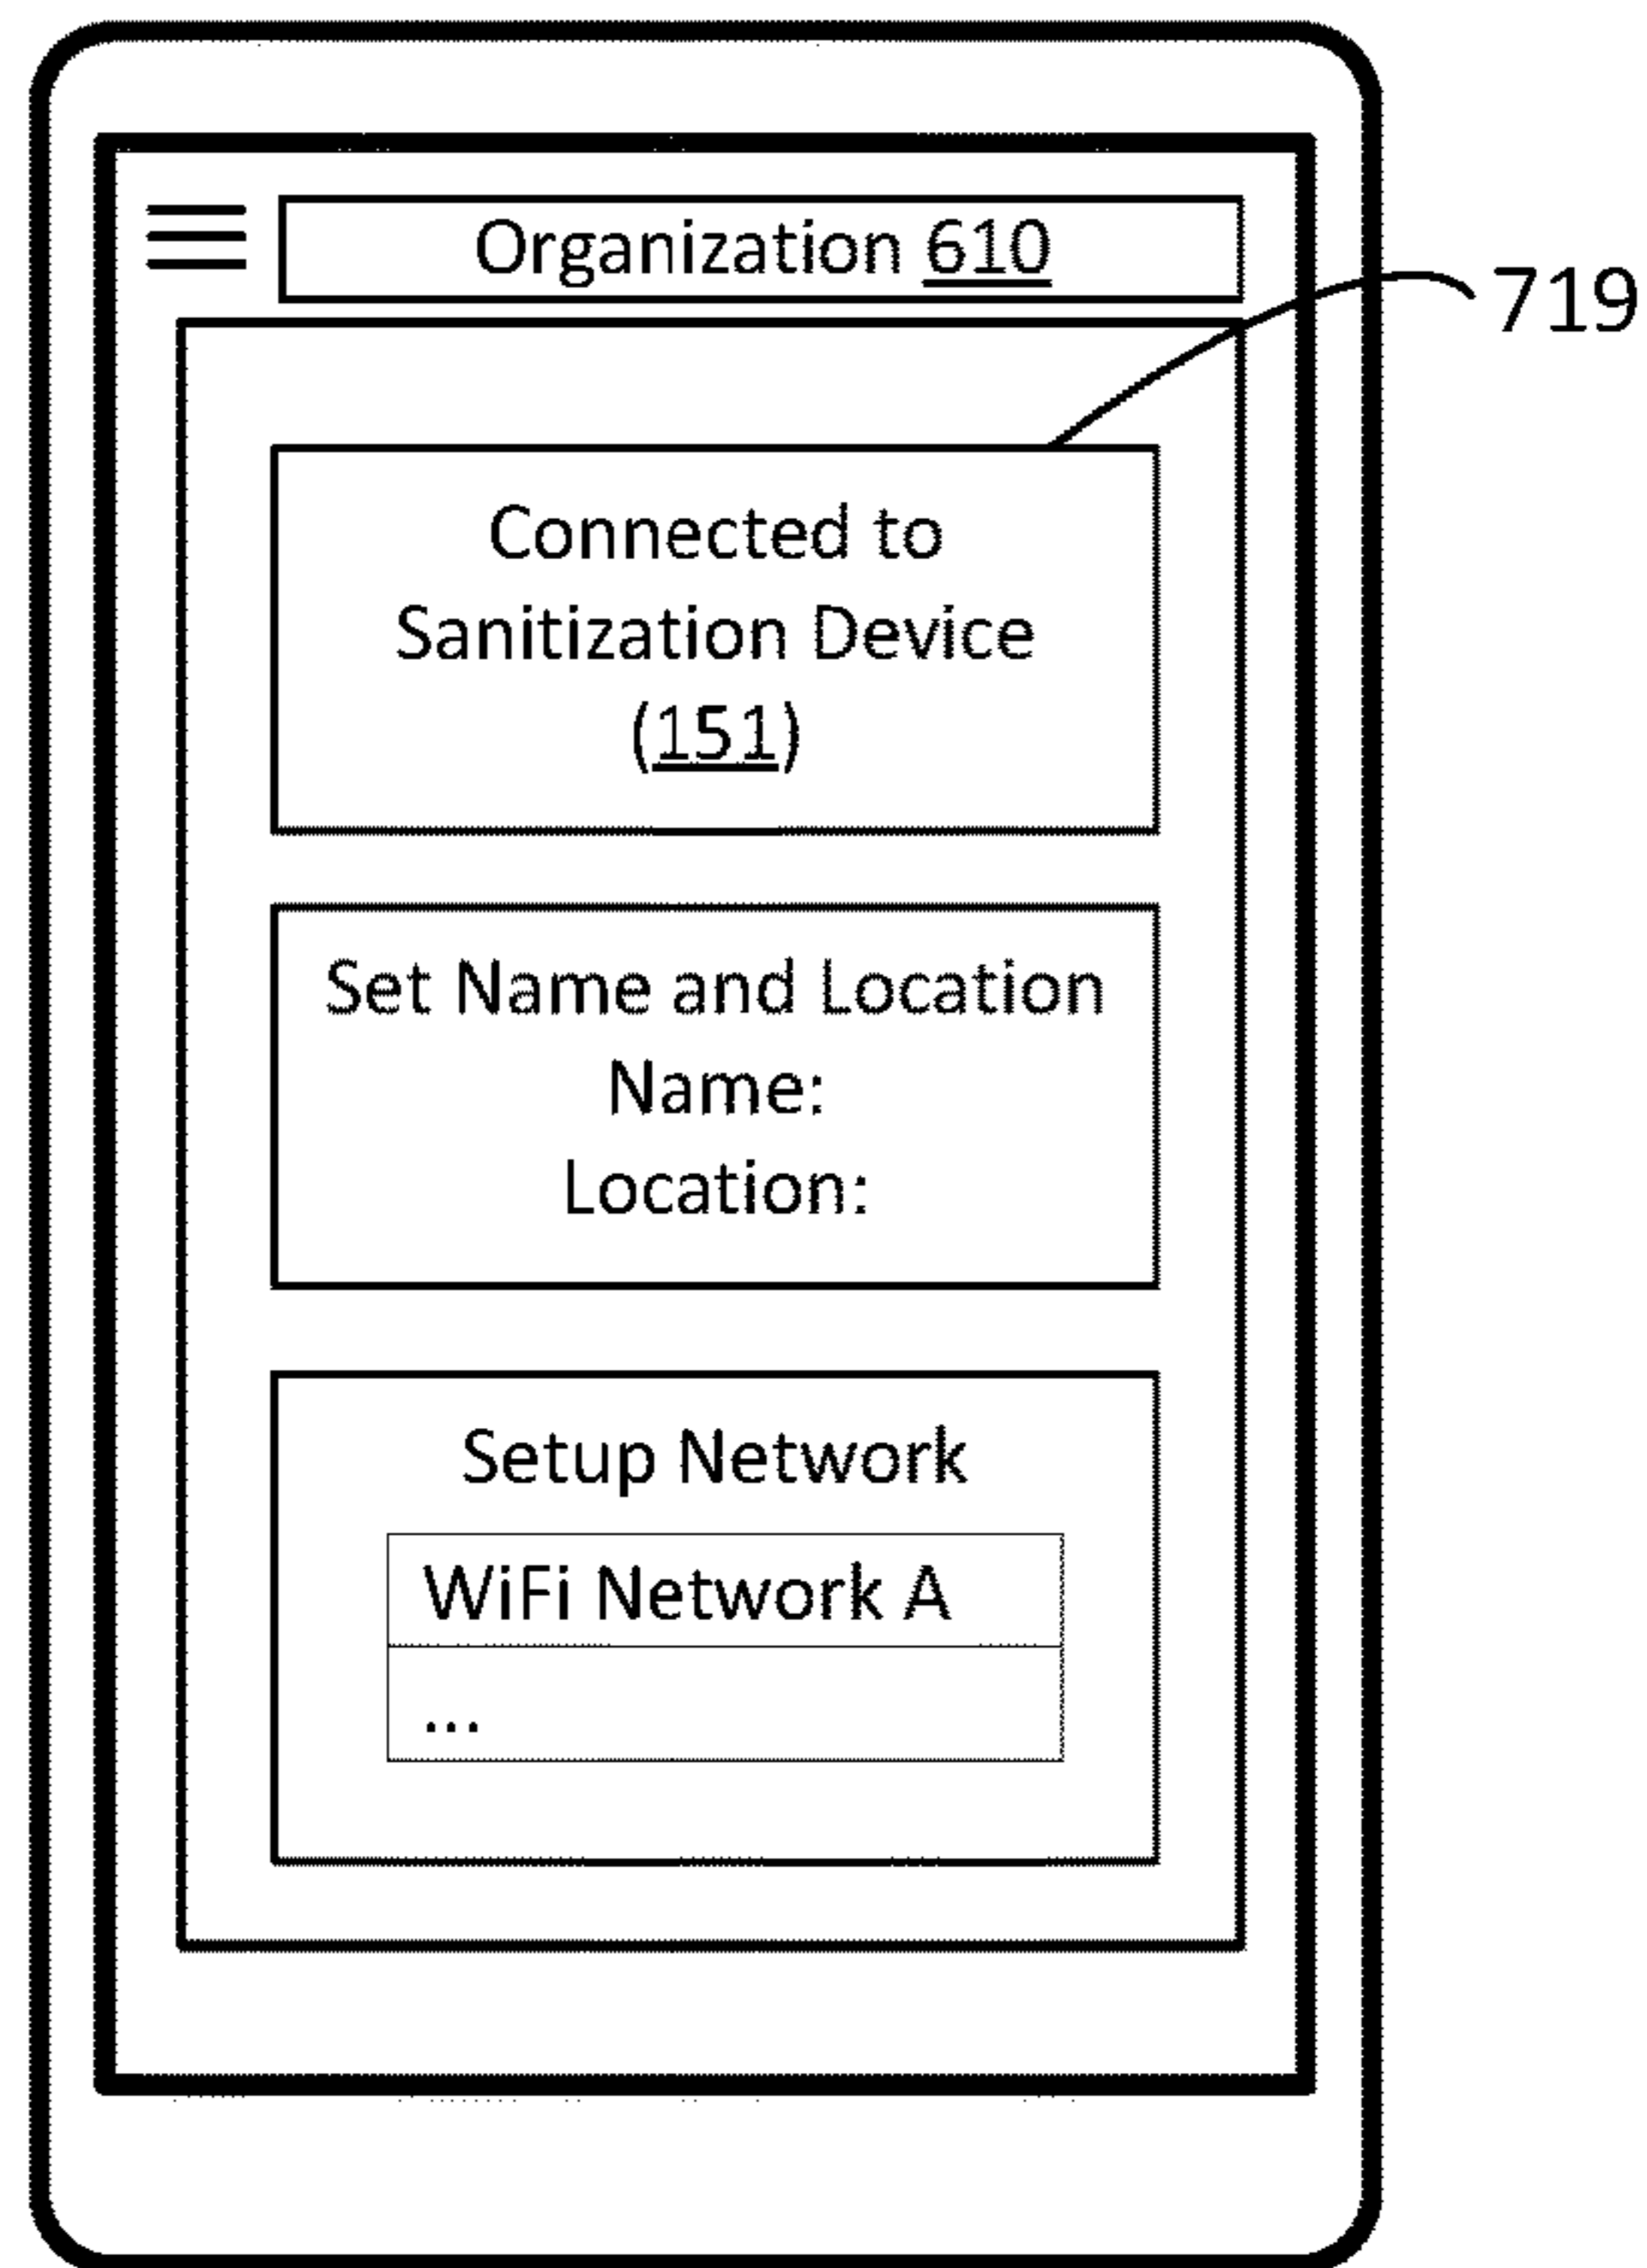 Organization 610
719
Connected to
Sanitization Device
(151)
Set Name and Location
Name:
Location:
Setup Network
WiFi Network A
...